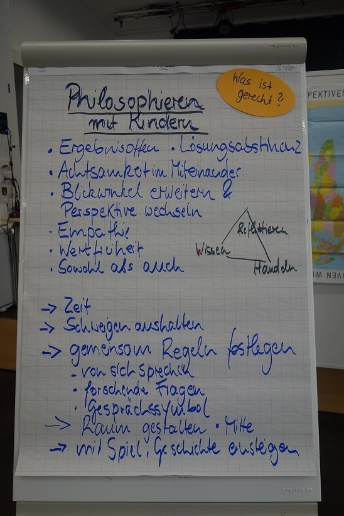 Was ist
gerecht?
Philosophieren
mit Kindern
• Ergebnisoffen • Lösungsabstinenz
• Achtsamkeit im Miteinander
• Blickwinkel erweitern &
Perspektive wechseln
• Empathie
• Wertfreiheit
• Sowohl als auch
Reflektieren
Wissen
Handeln
→ Zeit
→ Schweigen aushalten
→ gemeinsam Regeln festlegen
- von sich sprechen
• forschende Fragen
• Gesprächssymbol
→ Raum gestalten • Mitte
→ mit Spiel, Geschichte einsteigen